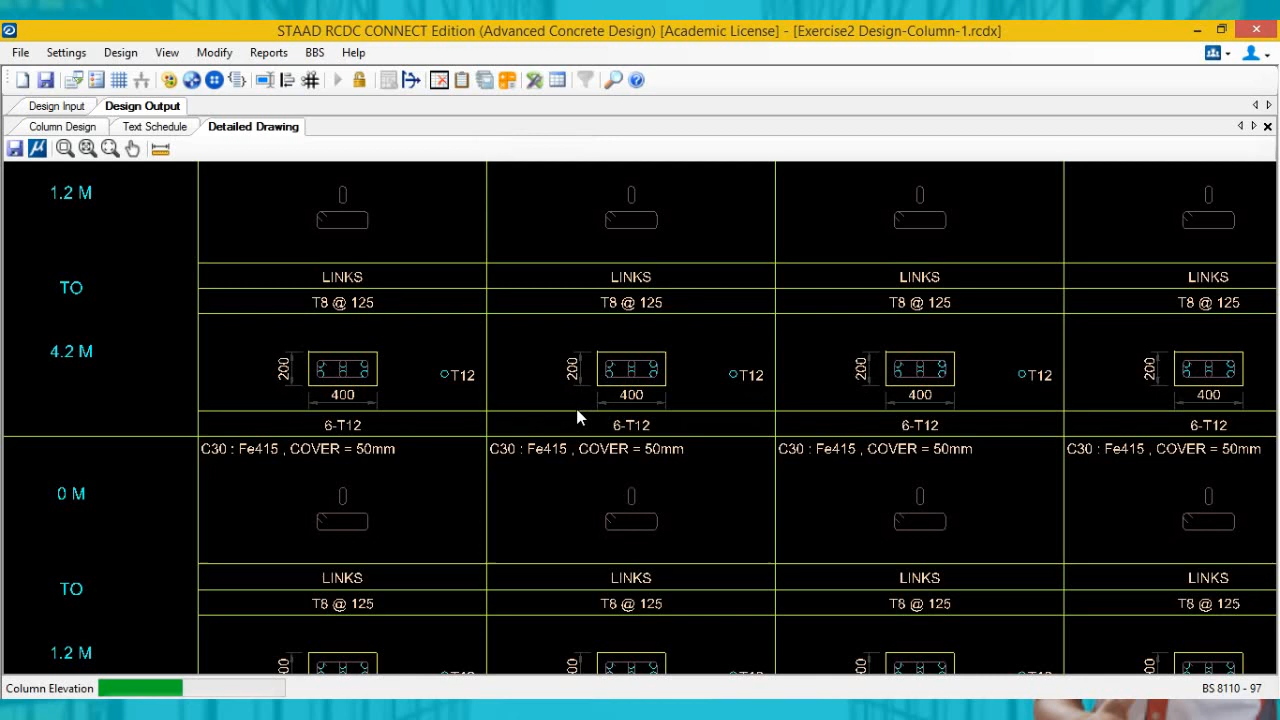 STAAD RCDC CONNECT Edition (Advanced Concrete Design) [Academic License] - [Exercise2 Design-Column-1.rcdx]
File Settings Design View Modify Reports BBS Help
Design Input Design Output
Column Design Text Schedule Detailed Drawing
1.2 M
LINKS LINKS LINKS LINKS
TO
T8 @ 125 T8 @ 125 T8 @ 125 T8 @ 125
4.2 M
200 T12 200 T12 200 T12 200
400 400 400 400
6-T12 6-T12 6-T12 6-T12
C30 : Fe415 , COVER = 50mm C30 : Fe415 , COVER = 50mm C30 : Fe415 , COVER = 50mm C30 : Fe415 , COVER = 50mm
0 M
LINKS LINKS LINKS LINKS
TO
T8 @ 125 T8 @ 125 T8 @ 125 T8 @ 125
1.2 M
Column Elevation BS 8110 - 97